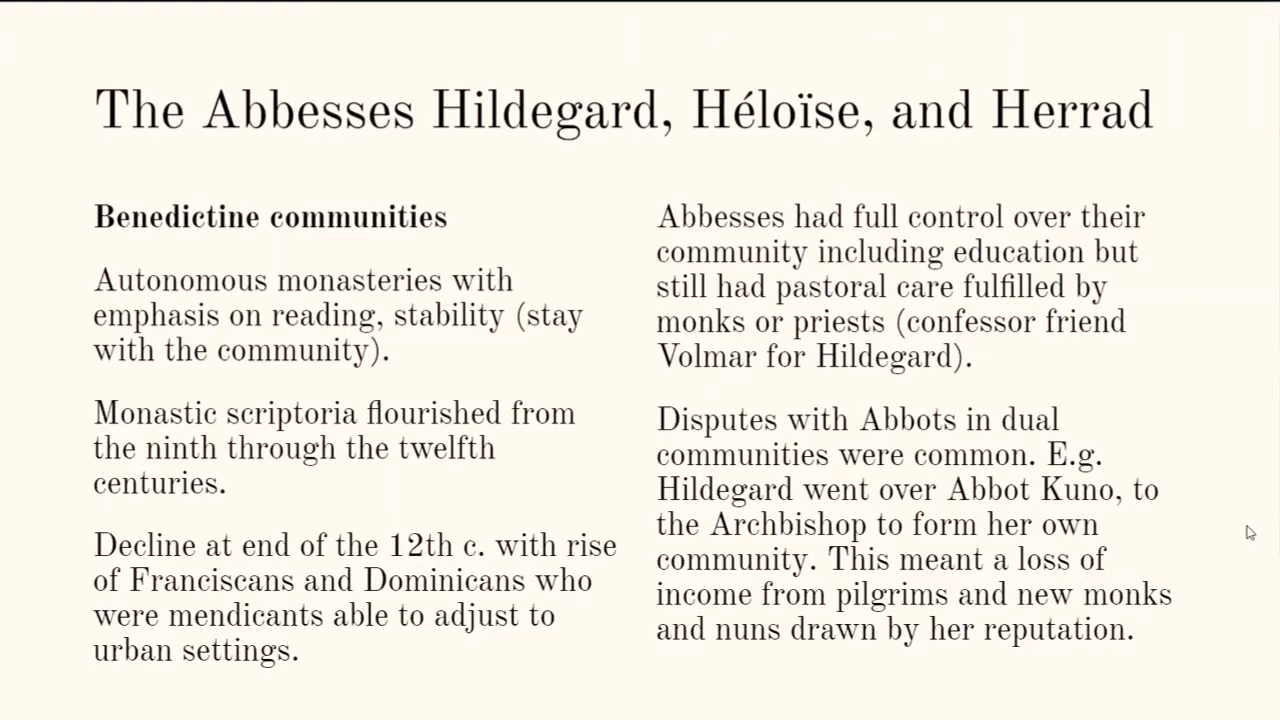 The Abbesses Hildegard, Héloïse, and Herrad
Benedictine communities
Autonomous monasteries with
emphasis on reading, stability (stay
with the community).
Monastic scriptoria flourished from
the ninth through the twelfth
centuries.
Decline at end of the 12th c. with rise
of Franciscans and Dominicans who
were mendicants able to adjust to
urban settings.
Abbesses had full control over their
community including education but
still had pastoral care fulfilled by
monks or priests (confessor friend
Volmar for Hildegard).
Disputes with Abbots in dual
communities were common. E.g.
Hildegard went over Abbot Kuno, to
the Archbishop to form her own
community. This meant a loss of
income from pilgrims and new monks
and nuns drawn by her reputation.